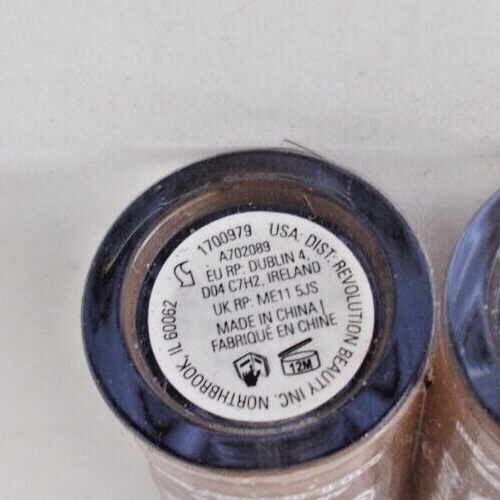 1700979 USA: DIST: REVOLUTION BEAUTY INC. NORTHBROOK, IL 60062
A702089
EU RP: DUBLIN 4,
D04 C7H2, IRELAND
UK RP: ME11 5JS
MADE IN CHINA |
FABRIQUÉ EN CHINE
12M